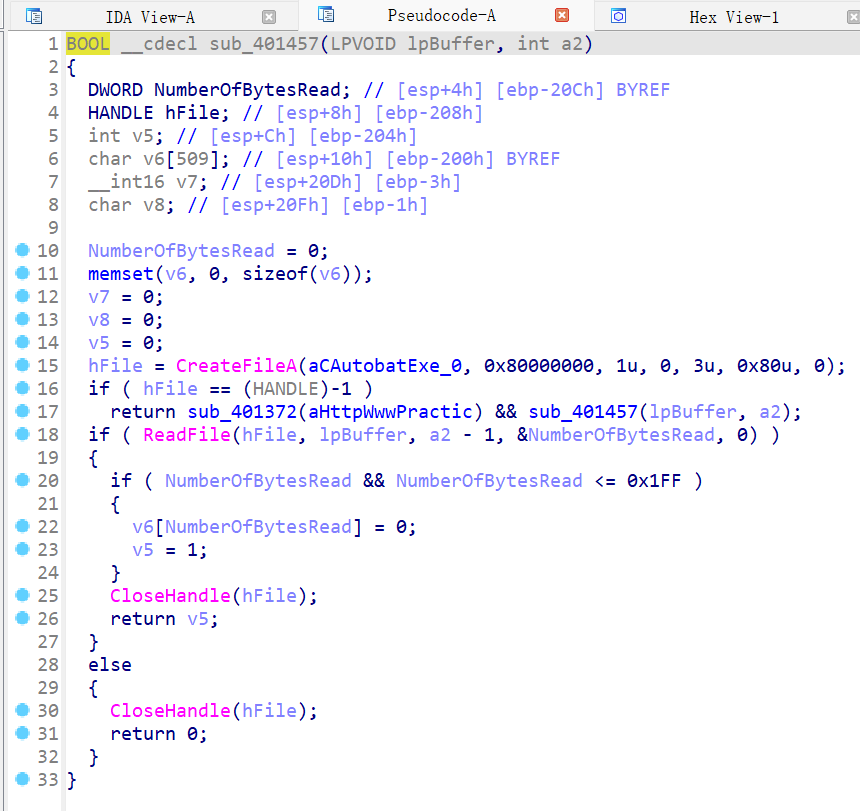 IDA View-A Pseudocode-A Hex View-1
1 BOOL __cdecl sub_401457(LPVOID lpBuffer, int a2)
2 {
3 DWORD NumberOfBytesRead; // [esp+4h] [ebp-20Ch] BYREF
4 HANDLE hFile; // [esp+8h] [ebp-208h]
5 int v5; // [esp+Ch] [ebp-204h]
6 char v6[509]; // [esp+10h] [ebp-200h] BYREF
7 __int16 v7; // [esp+20Dh] [ebp-3h]
8 char v8; // [esp+20Fh] [ebp-1h]
9
10 NumberOfBytesRead = 0;
11 memset(v6, 0, sizeof(v6));
12 v7 = 0;
13 v8 = 0;
14 v5 = 0;
15 hFile = CreateFileA(aCAutobatExe_0, 0x80000000, 1u, 0, 3u, 0x80u, 0);
16 if ( hFile == (HANDLE)-1 )
17 return sub_401372(aHttpWwwPractic) && sub_401457(lpBuffer, a2);
18 if ( ReadFile(hFile, lpBuffer, a2 - 1, &NumberOfBytesRead, 0) )
19 {
20 if ( NumberOfBytesRead && NumberOfBytesRead <= 0x1FF )
21 {
22 v6[NumberOfBytesRead] = 0;
23 v5 = 1;
24 }
25 CloseHandle(hFile);
26 return v5;
27 }
28 else
29 {
30 CloseHandle(hFile);
31 return 0;
32 }
33 }